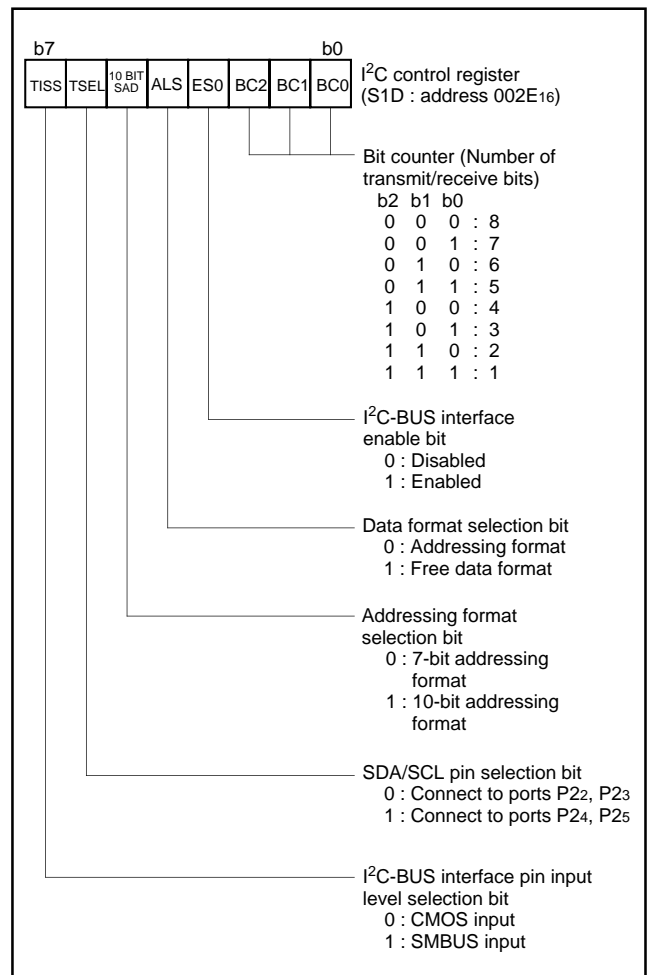 b7 b0
TISS TSEL 10 BIT SAD ALS ES0 BC2 BC1 BC0
I2C control register
(S1D : address 002E16)
Bit counter (Number of
transmit/receive bits)
b2 b1 b0
0 0 0 : 8
0 0 1 : 7
0 1 0 : 6
0 1 1 : 5
1 0 0 : 4
1 0 1 : 3
1 1 0 : 2
1 1 1 : 1
I2C-BUS interface
enable bit
0 : Disabled
1 : Enabled
Data format selection bit
0 : Addressing format
1 : Free data format
Addressing format
selection bit
0 : 7-bit addressing
format
1 : 10-bit addressing
format
SDA/SCL pin selection bit
0 : Connect to ports P22, P23
1 : Connect to ports P24, P25
I2C-BUS interface pin input
level selection bit
0 : CMOS input
1 : SMBUS input